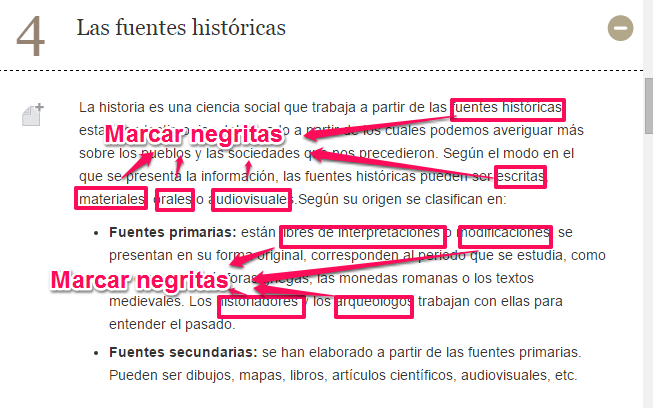 4 Las fuentes históricas
La historia es una ciencia social que trabaja a partir de las fuentes históricas,
a partir de los cuales podemos averiguar más
Marcar negritas
sobre los pueblos y las sociedades que nos precedieron. Según el modo en el
que se presenta la información, las fuentes históricas pueden ser escritas,
materiales, orales o audiovisuales.Según su origen se clasifican en:
• Fuentes primarias: están libres de interpretaciones o modificaciones, se
presentan en su forma original, corresponden al periodo que se estudia, como
Marcar negritas
griegas, las monedas romanas o los textos
medievales. Los historiadores y los arqueólogos trabajan con ellas para
entender el pasado.
• Fuentes secundarias: se han elaborado a partir de las fuentes primarias.
Pueden ser dibujos, mapas, libros, artículos científicos, audiovisuales, etc.